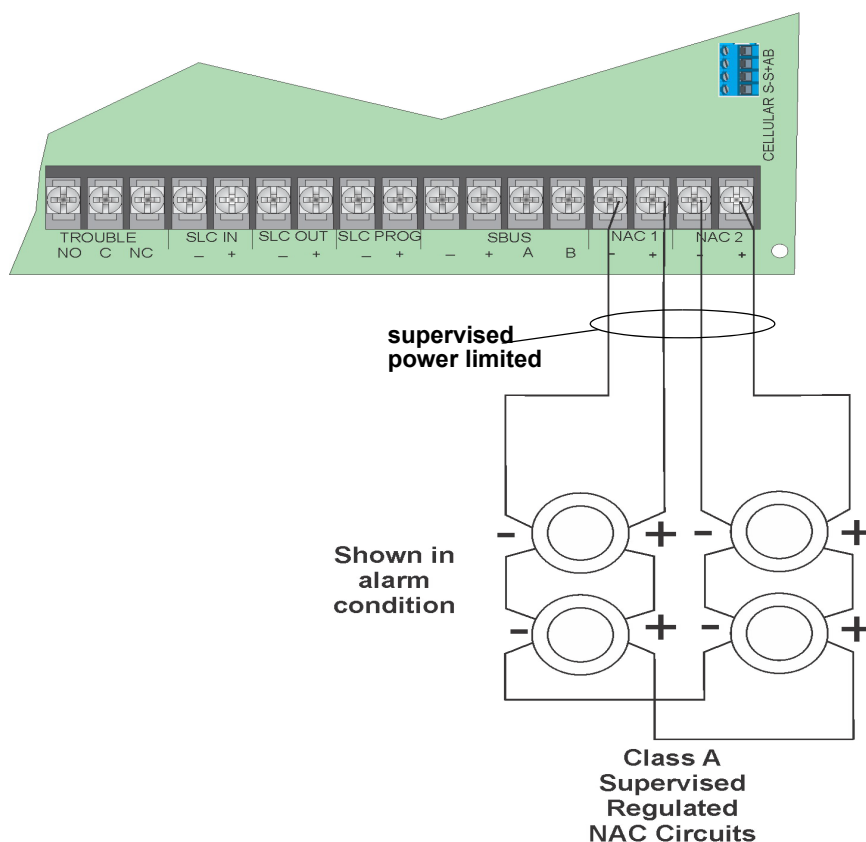 CELLULAR S-S+AB
TROUBLE SLC IN SLC OUT SLC PROG SBUS NAC 1 NAC 2
NO C NC – + – + – + – + A B - + - +
supervised
power limited
- + - +
Shown in
alarm
condition
- + - +
Class A
Supervised
Regulated
NAC Circuits